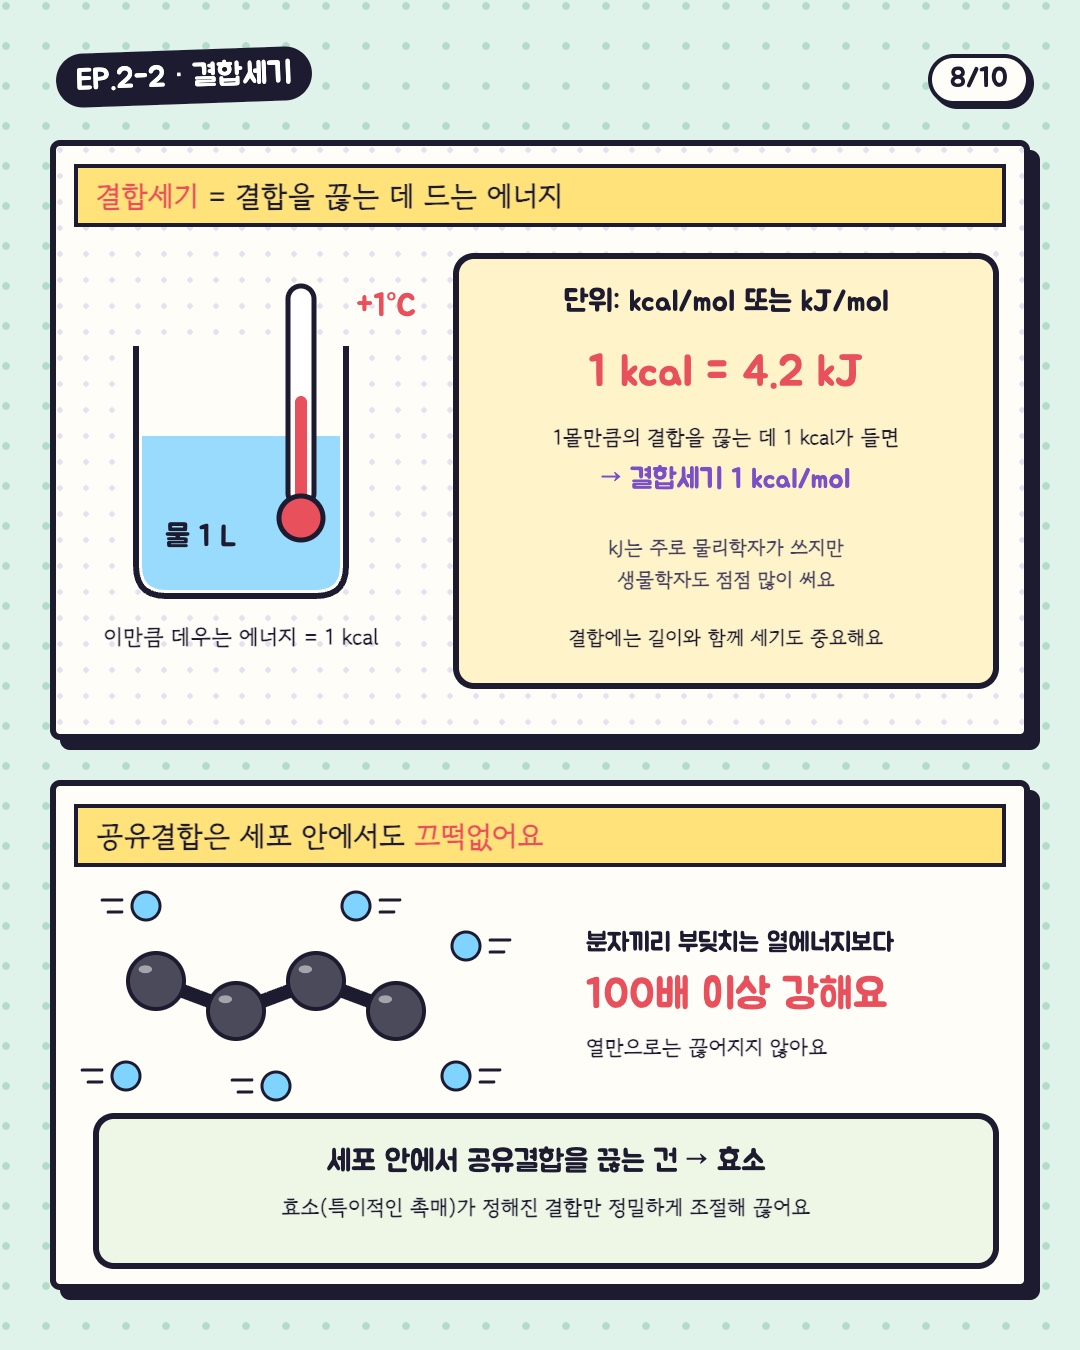 EP.2-2 · 결합세기
8/10
결합세기 = 결합을 끊는 데 드는 에너지
+1°C
물 1 L
이만큼 데우는 에너지 = 1 kcal
단위: kcal/mol 또는 kJ/mol
1 kcal = 4.2 kJ
1몰만큼의 결합을 끊는 데 1 kcal가 들면
→ 결합세기 1 kcal/mol
kJ는 주로 물리학자가 쓰지만
생물학자도 점점 많이 써요
결합에는 길이와 함께 세기도 중요해요
공유결합은 세포 안에서도 끄떡없어요
분자끼리 부딪치는 열에너지보다
100배 이상 강해요
열만으로는 끊어지지 않아요
세포 안에서 공유결합을 끊는 건 → 효소
효소(특이적인 촉매)가 정해진 결합만 정밀하게 조절해 끊어요